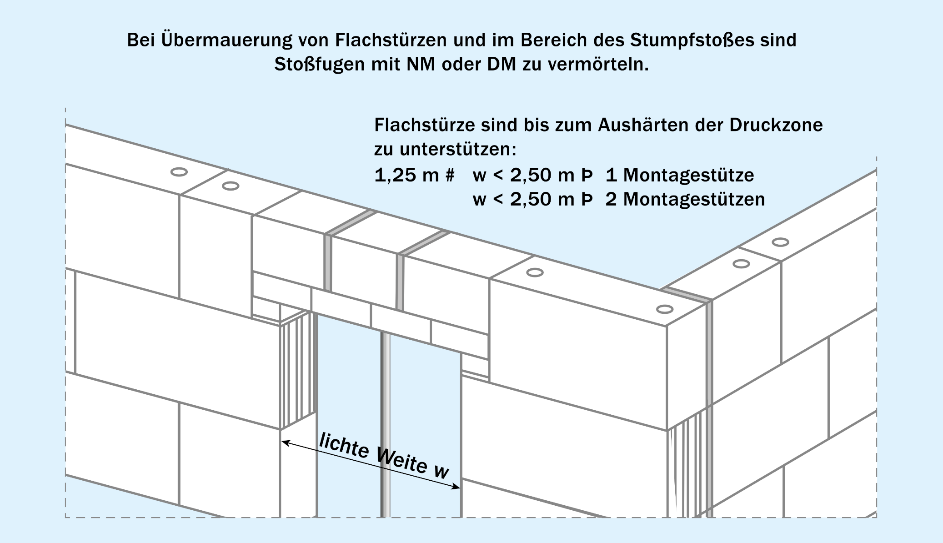 Bei Übermauerung von Flachstürzen und im Bereich des Stumpfstoßes sind
Stoßfugen mit NM oder DM zu vermörteln.
Flachstürze sind bis zum Aushärten der Druckzone
zu unterstützen:
1,25 m # w < 2,50 m Þ 1 Montagestütze
w < 2,50 m Þ 2 Montagestützen
lichte Weite w